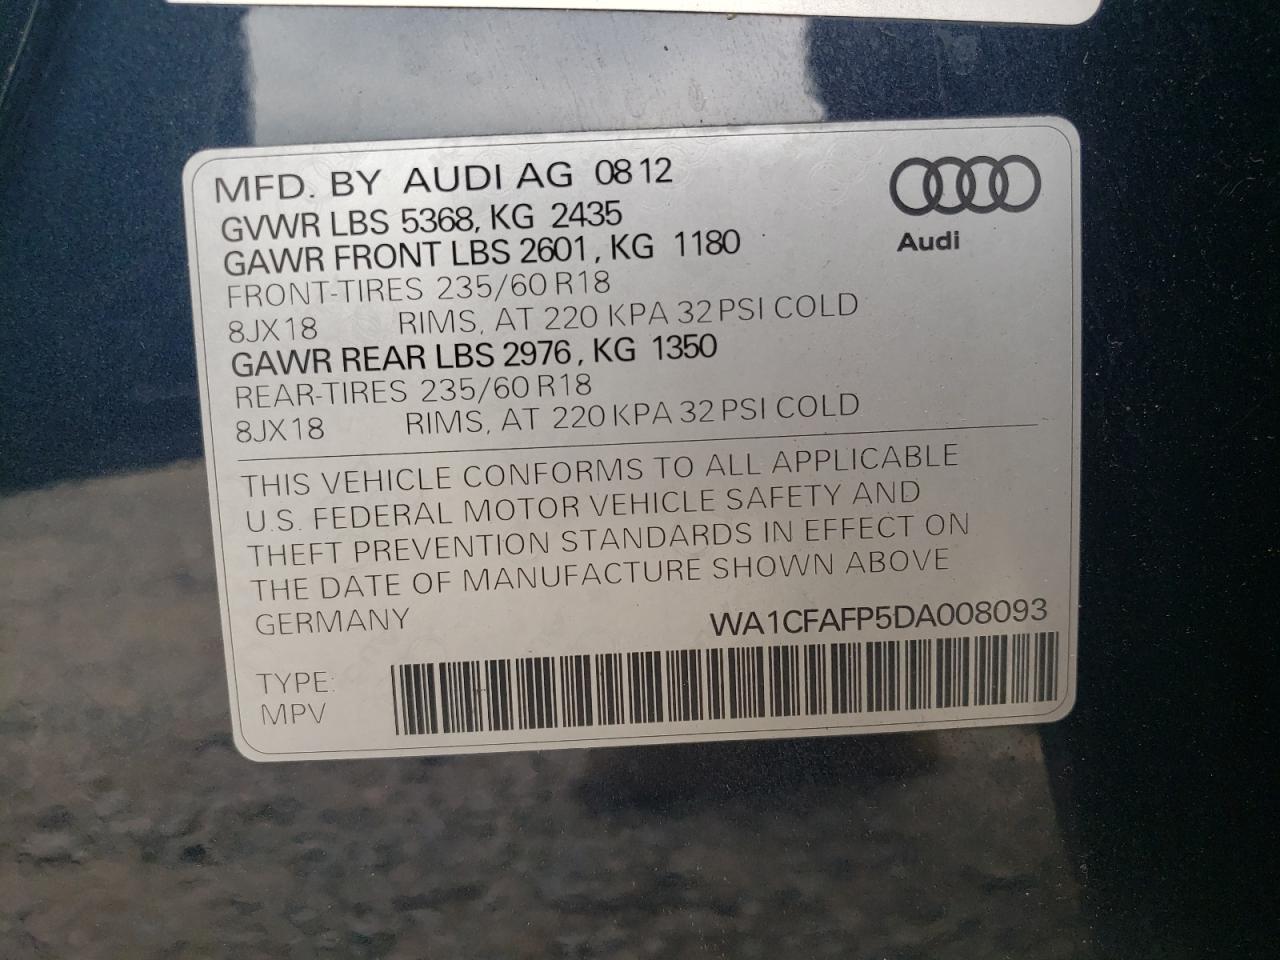 MFD. BY AUDI AG 0812
GVWR LBS 5368, KG 2435
GAWR FRONT LBS 2601, KG 1180
FRONT-TIRES 235/60 R18
8JX18 RIMS, AT 220 KPA 32 PSI COLD
GAWR REAR LBS 2976, KG 1350
REAR-TIRES 235/60 R18
8JX18 RIMS, AT 220 KPA 32 PSI COLD
Audi
THIS VEHICLE CONFORMS TO ALL APPLICABLE
U.S. FEDERAL MOTOR VEHICLE SAFETY AND
THEFT PREVENTION STANDARDS IN EFFECT ON
THE DATE OF MANUFACTURE SHOWN ABOVE
GERMANY WA1CFAFP5DA008093
TYPE:
MPV